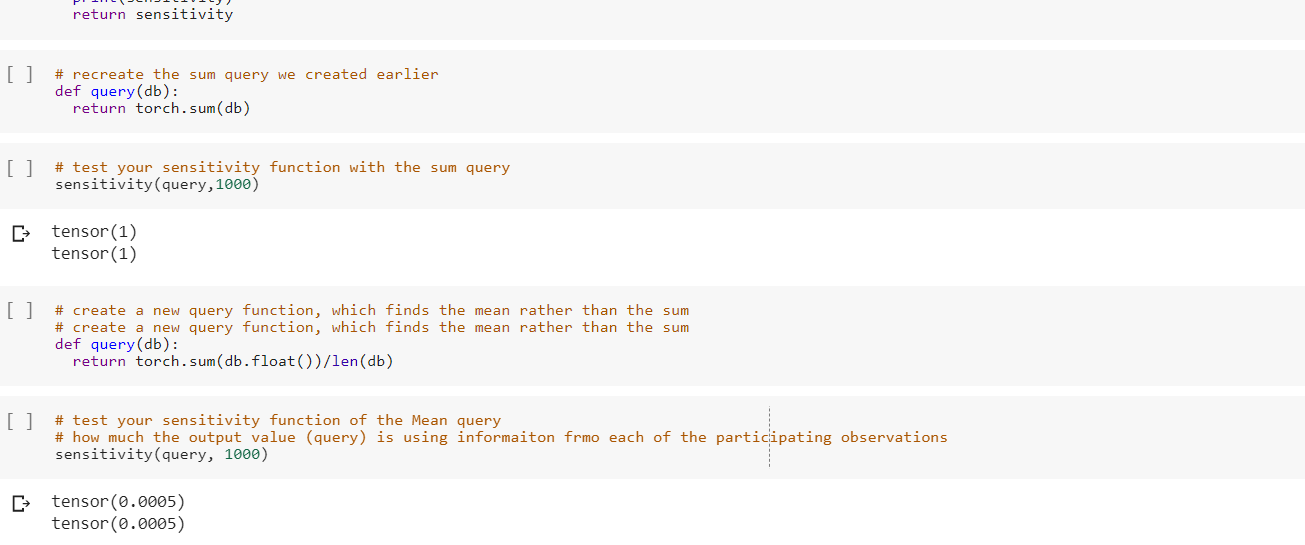 return sensitivity
[ ] # recreate the sum query we created earlier
def query(db):
return torch.sum(db)
[ ] # test your sensitivity function with the sum query
sensitivity(query,1000)
tensor(1)
tensor(1)
[ ] # create a new query function, which finds the mean rather than the sum
# create a new query function, which finds the mean rather than the sum
def query(db):
return torch.sum(db.float())/len(db)
[ ] # test your sensitivity function of the Mean query
# how much the output value (query) is using informaiton frmo each of the participating observations
sensitivity(query, 1000)
tensor(0.0005)
tensor(0.0005)